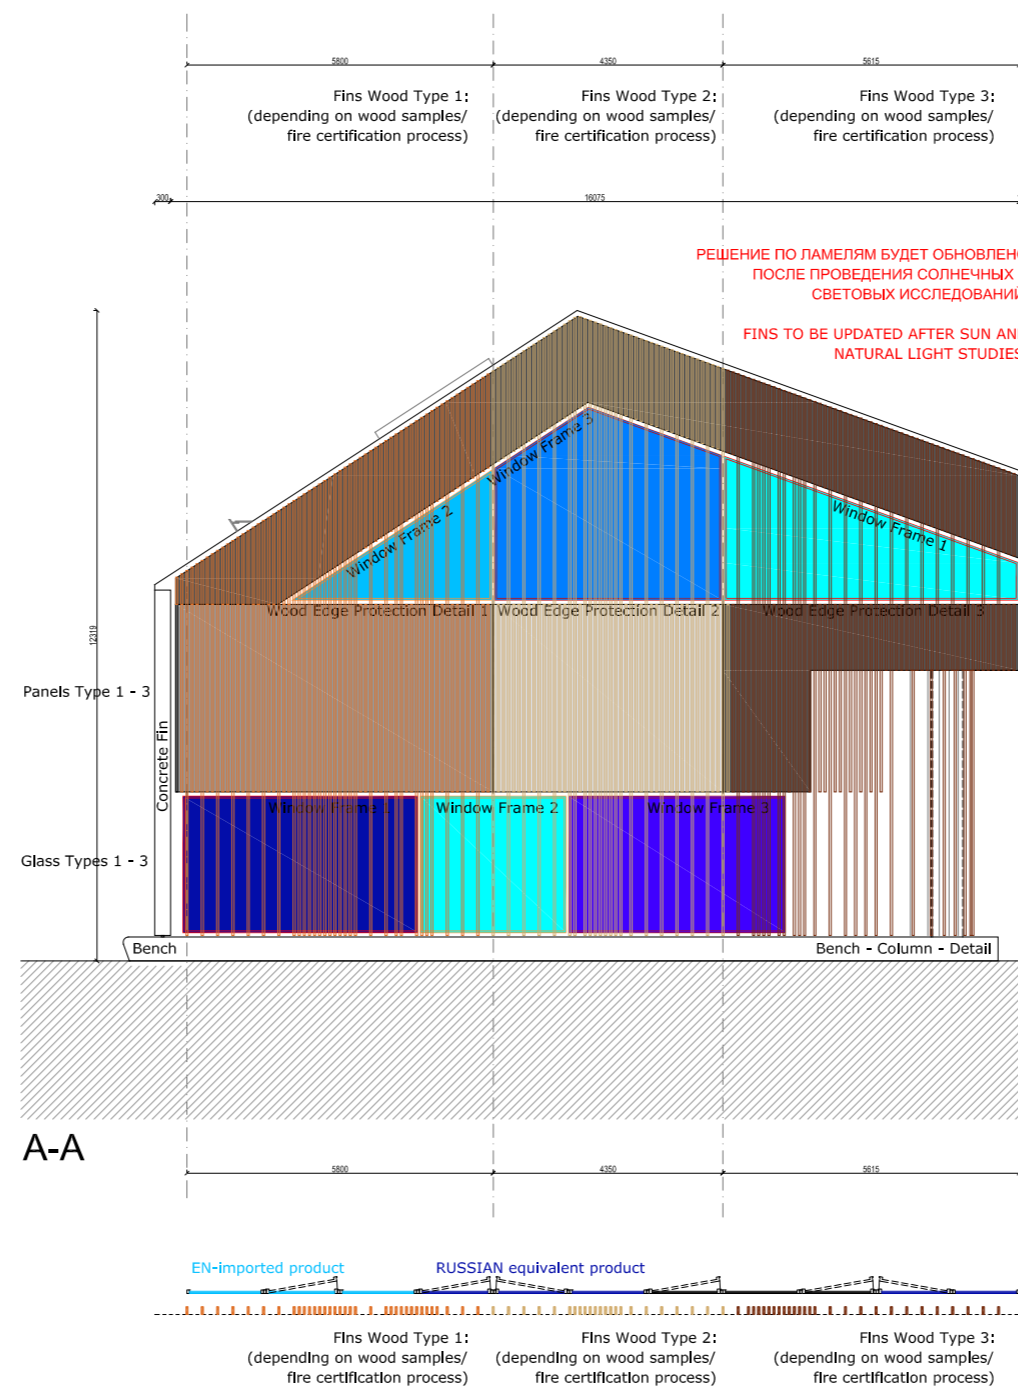 5800 4350 5615
Fins Wood Type 1: Fins Wood Type 2: Fins Wood Type 3:
(depending on wood samples/ (depending on wood samples/ (depending on wood samples/
fire certification process) fire certification process) fire certification process)
300 16075
РЕШЕНИЕ ПО ЛАМЕЛЯМ БУДЕТ ОБНОВЛЕНО
ПОСЛЕ ПРОВЕДЕНИЯ СОЛНЕЧНЫХ
СВЕТОВЫХ ИССЛЕДОВАНИЙ
FINS TO BE UPDATED AFTER SUN AN
NATURAL LIGHT STUDIES
Window Frame 3
Window Frame 2
Window Frame 1
Wood Edge Protection Detail 1 Wood Edge Protection Detail 2 Wood Edge Protection Detail 3
12319
Panels Type 1 - 3
Concrete Fin
Window Frame 1 Window Frame 2 Window Frame 3
Glass Types 1 - 3
Bench Bench - Column - Detail
A-A
5800 4350 5615
EN-imported product RUSSIAN equivalent product
Fins Wood Type 1: Fins Wood Type 2: Fins Wood Type 3:
(depending on wood samples/ (depending on wood samples/ (depending on wood samples/
fire certification process) fire certification process) fire certification process)